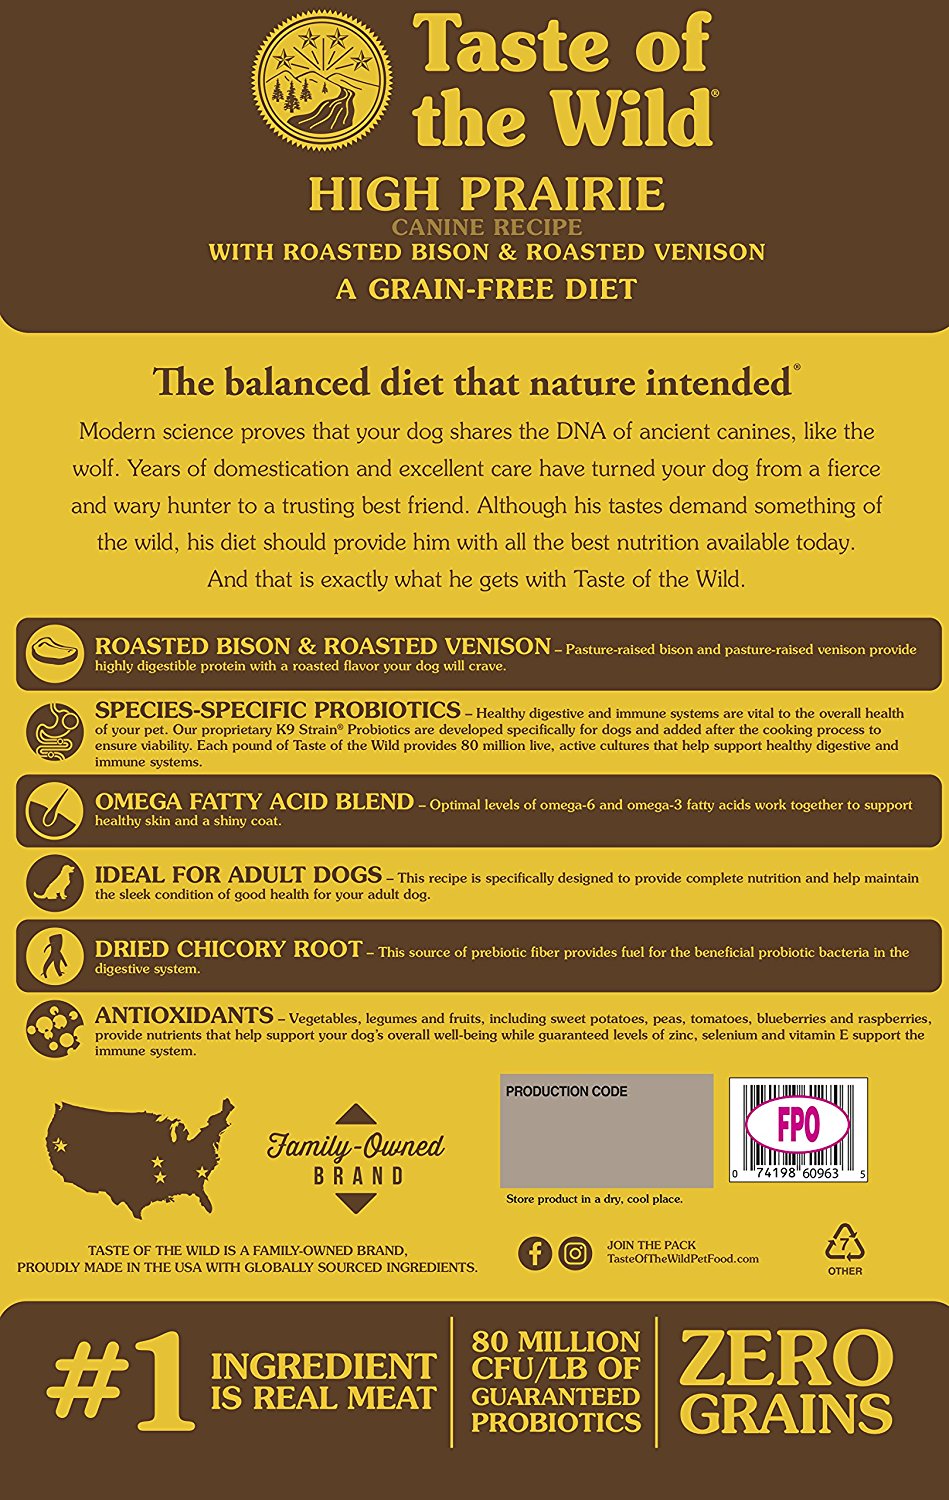 Taste of
the Wild®
HIGH PRAIRIE
CANINE RECIPE
WITH ROASTED BISON & ROASTED VENISON
A GRAIN-FREE DIET
The balanced diet that nature intended®
Modern science proves that your dog shares the DNA of ancient canines, like the
wolf. Years of domestication and excellent care have turned your dog from a fierce
and wary hunter to a trusting best friend. Although his tastes demand something of
the wild, his diet should provide him with all the best nutrition available today.
And that is exactly what he gets with Taste of the Wild.
ROASTED BISON & ROASTED VENISON – Pasture-raised bison and pasture-raised venison provide
highly digestible protein with a roasted flavor your dog will crave.
SPECIES-SPECIFIC PROBIOTICS – Healthy digestive and immune systems are vital to the overall health
of your pet. Our proprietary K9 Strain® Probiotics are developed specifically for dogs and added after the cooking process to
ensure viability. Each pound of Taste of the Wild provides 80 million live, active cultures that help support healthy digestive and
immune systems.
OMEGA FATTY ACID BLEND – Optimal levels of omega-6 and omega-3 fatty acids work together to support
healthy skin and a shiny coat.
IDEAL FOR ADULT DOGS – This recipe is specifically designed to provide complete nutrition and help maintain
the sleek condition of good health for your adult dog.
DRIED CHICORY ROOT – This source of prebiotic fiber provides fuel for the beneficial probiotic bacteria in the
digestive system.
ANTIOXIDANTS – Vegetables, legumes and fruits, including sweet potatoes, peas, tomatoes, blueberries and raspberries,
provide nutrients that help support your dog's overall well-being while guaranteed levels of zinc, selenium and vitamin E support the
immune system.
Family-Owned
BRAND
TASTE OF THE WILD IS A FAMILY-OWNED BRAND,
PROUDLY MADE IN THE USA WITH GLOBALLY SOURCED INGREDIENTS.
PRODUCTION CODE
Store product in a dry, cool place.
FPO
0 74198 60963 5
JOIN THE PACK
TasteOfTheWildPetFood.com
7
OTHER
#1 INGREDIENT
IS REAL MEAT
80 MILLION
CFU/LB OF
GUARANTEED
PROBIOTICS
ZERO
GRAINS